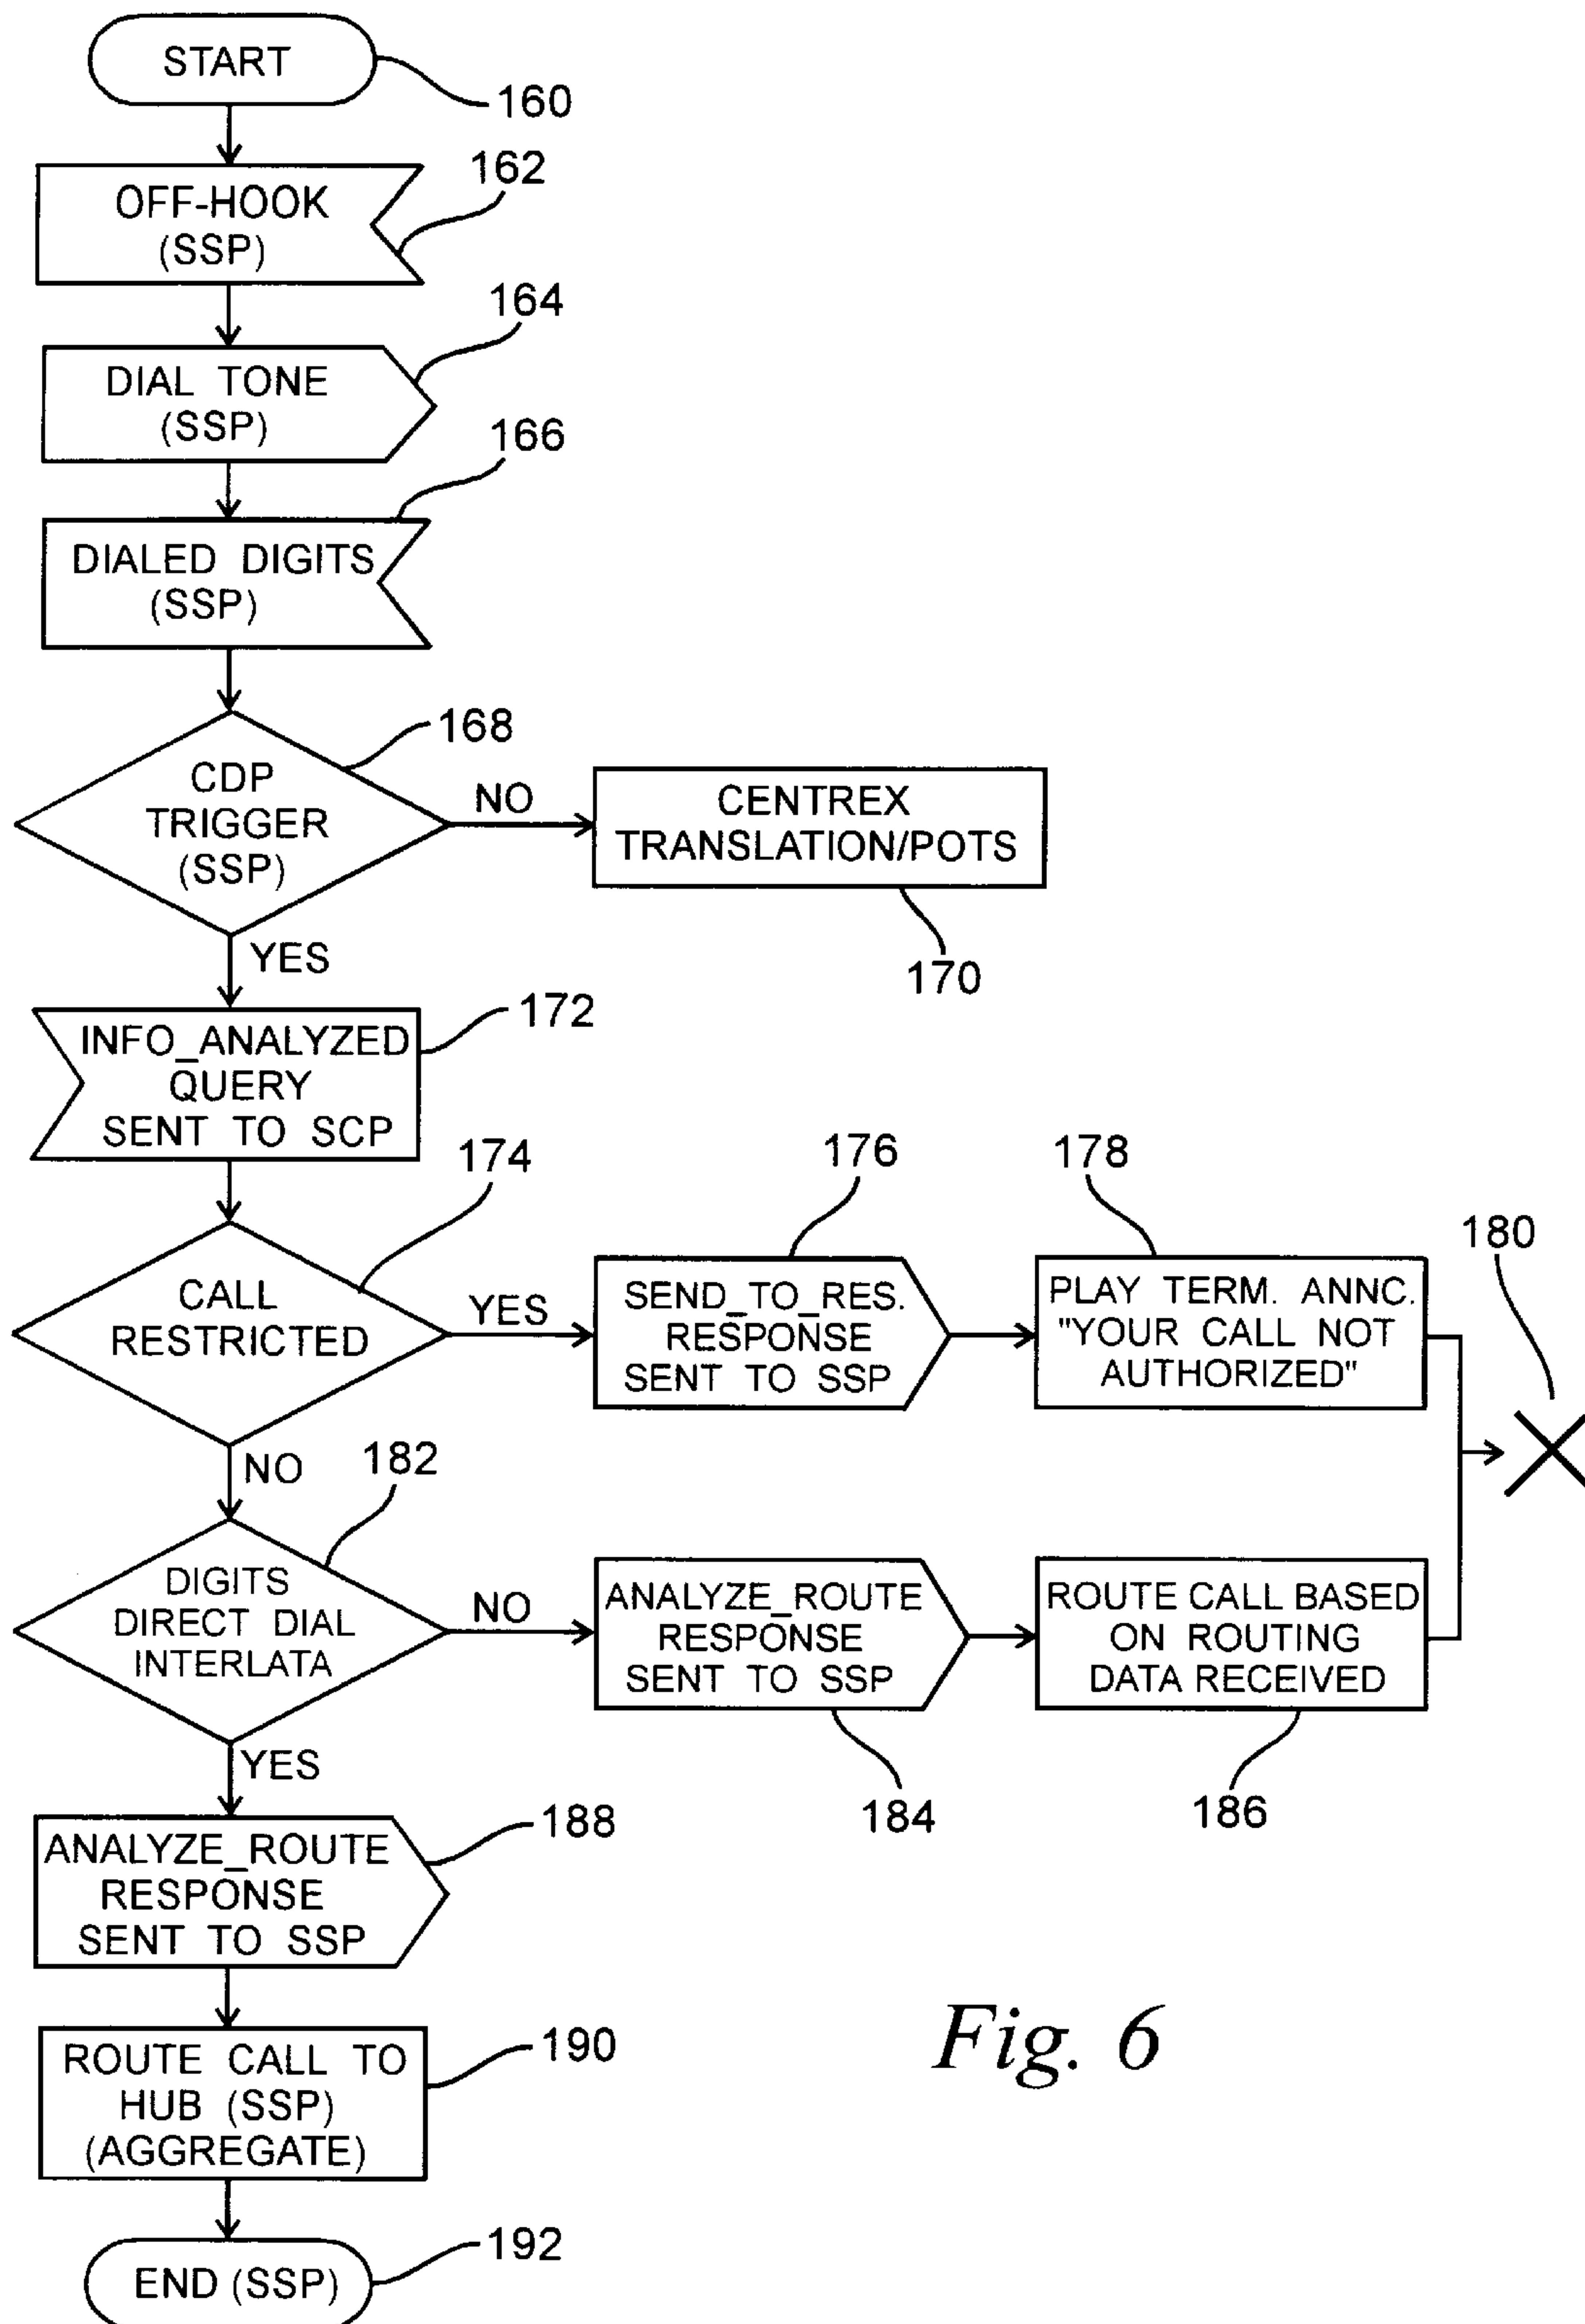 START
160
OFF-HOOK
(SSP)
162
DIAL TONE
(SSP)
164
DIALED DIGITS
(SSP)
166
CDP
TRIGGER
(SSP)
168
NO
CENTREX
TRANSLATION/POTS
170
YES
INFO_ANALYZED
QUERY
SENT TO SCP
172
CALL
RESTRICTED
174
YES
SEND_TO_RES.
RESPONSE
SENT TO SSP
176
PLAY TERM. ANNC.
"YOUR CALL NOT
AUTHORIZED"
178
180
NO
DIGITS
DIRECT DIAL
INTERLATA
182
NO
ANALYZE_ROUTE
RESPONSE
SENT TO SSP
184
ROUTE CALL BASED
ON ROUTING
DATA RECEIVED
186
YES
ANALYZE_ROUTE
RESPONSE
SENT TO SSP
188
ROUTE CALL TO
HUB (SSP)
(AGGREGATE)
190
END (SSP)
192
Fig. 6